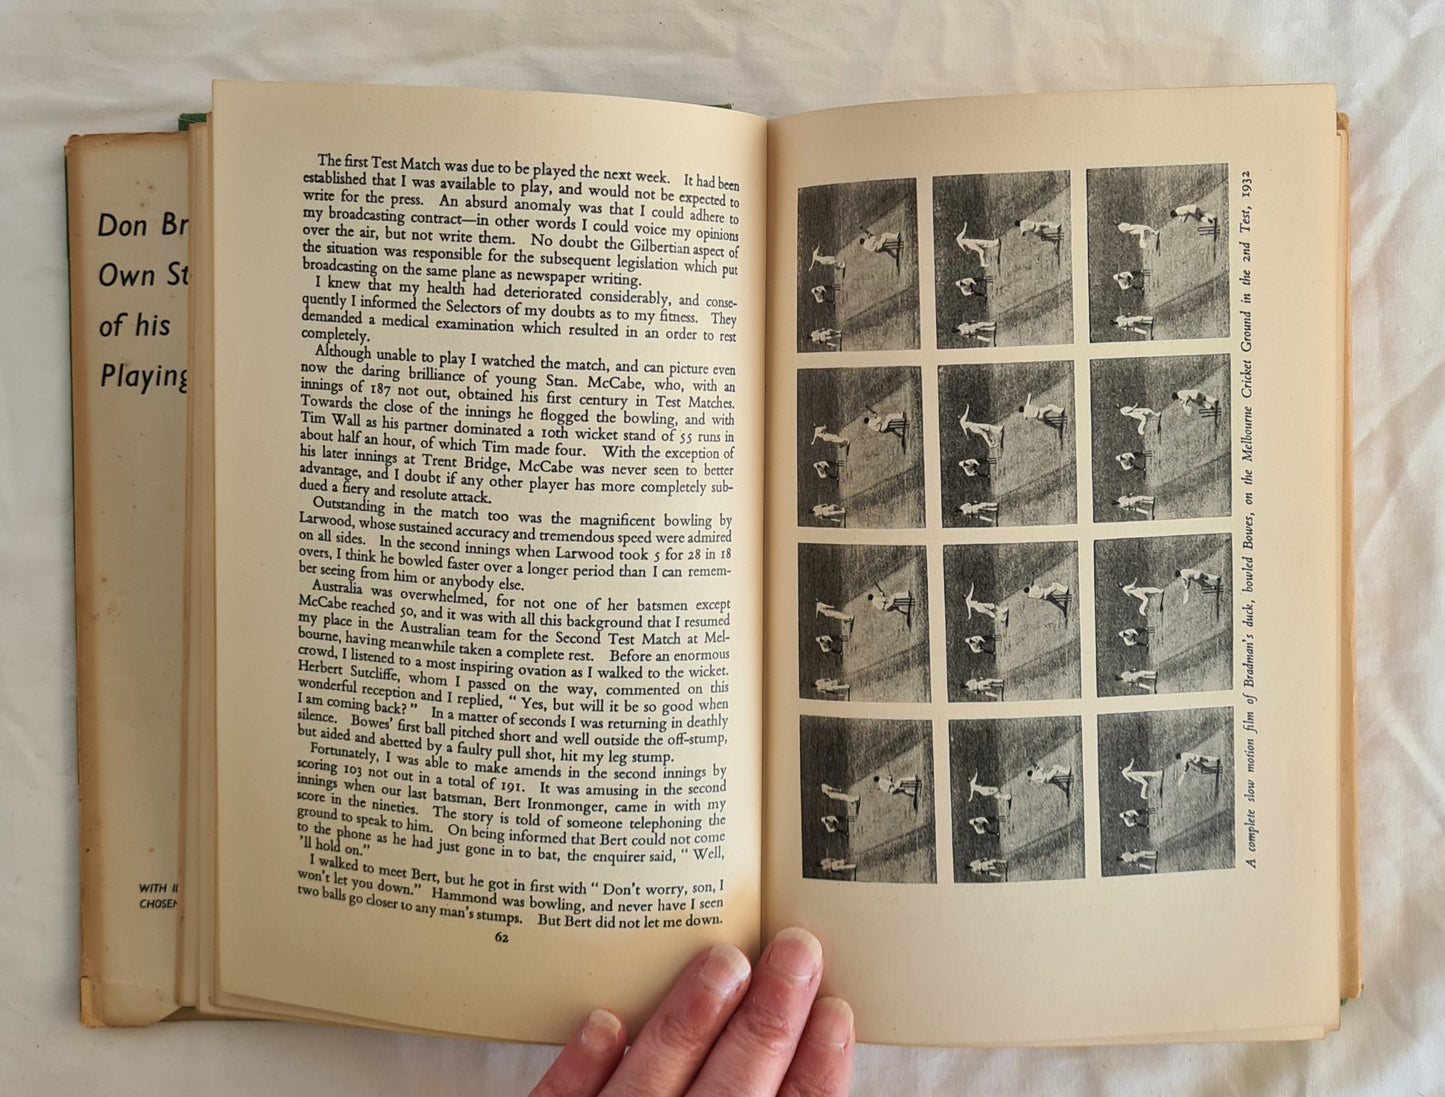 Don Br
Own St
of his
Playing
WITH IL
CHOSEN
The first Test Match was due to be played the next week. It had been
established that I was available to play, and would not be expected to
write for the press. An absurd anomaly was that I could adhere to
my broadcasting contract—in other words I could voice my opinions
over the air, but not write them. No doubt the Gilbertian aspect of
the situation was responsible for the subsequent legislation which put
broadcasting on the same plane as newspaper writing.
I knew that my health had deteriorated considerably, and conse-
quently I informed the Selectors of my doubts as to my fitness. They
demanded a medical examination which resulted in an order to rest
completely.
Although unable to play I watched the match, and can picture even
now the daring brilliance of young Stan. McCabe, who, with an
innings of 187 not out, obtained his first century in Test Matches.
Towards the close of the innings he flogged the bowling, and with
Tim Wall as his partner dominated a 10th wicket stand of 55 runs in
about half an hour, of which Tim made four. With the exception of
his later innings at Trent Bridge, McCabe was never seen to better
advantage, and I doubt if any other player has more completely sub-
dued a fiery and resolute attack.
Outstanding in the match too was the magnificent bowling by
Larwood, whose sustained accuracy and tremendous speed were admired
on all sides. In the second innings when Larwood took 5 for 28 in 18
overs, I think he bowled faster over a longer period than I can remem-
ber seeing from him or anybody else.
Australia was overwhelmed, for not one of her batsmen except
McCabe reached 50, and it was with all this background that I resumed
my place in the Australian team for the Second Test Match at Mel-
bourne, having meanwhile taken a complete rest. Before an enormous
crowd, I listened to a most inspiring ovation as I walked to the wicket.
Herbert Sutcliffe, whom I passed on the way, commented on this
wonderful reception and I replied, "Yes, but will it be so good when
I am coming back?" In a matter of seconds I was returning in deathly
silence. Bowes' first ball pitched short and well outside the off-stump,
but aided and abetted by a faulty pull shot, hit my leg stump.
Fortunately, I was able to make amends in the second innings by
scoring 103 not out in a total of 191. It was amusing in the second
innings when our last batsman, Bert Ironmonger, came in with my
score in the nineties. The story is told of someone telephoning the
ground to speak to him. On being informed that Bert could not come
to the phone as he had just gone in to bat, the enquirer said, "Well,
'll hold on."
I walked to meet Bert, but he got in first with "Don't worry, son, I
won't let you down." Hammond was bowling, and never have I seen
two balls go closer to any man's stumps. But Bert did not let me down.
62
A complete slow motion film of Bradman's duck, bowled Bowes, on the Melbourne Cricket Ground in the 2nd Test, 1932